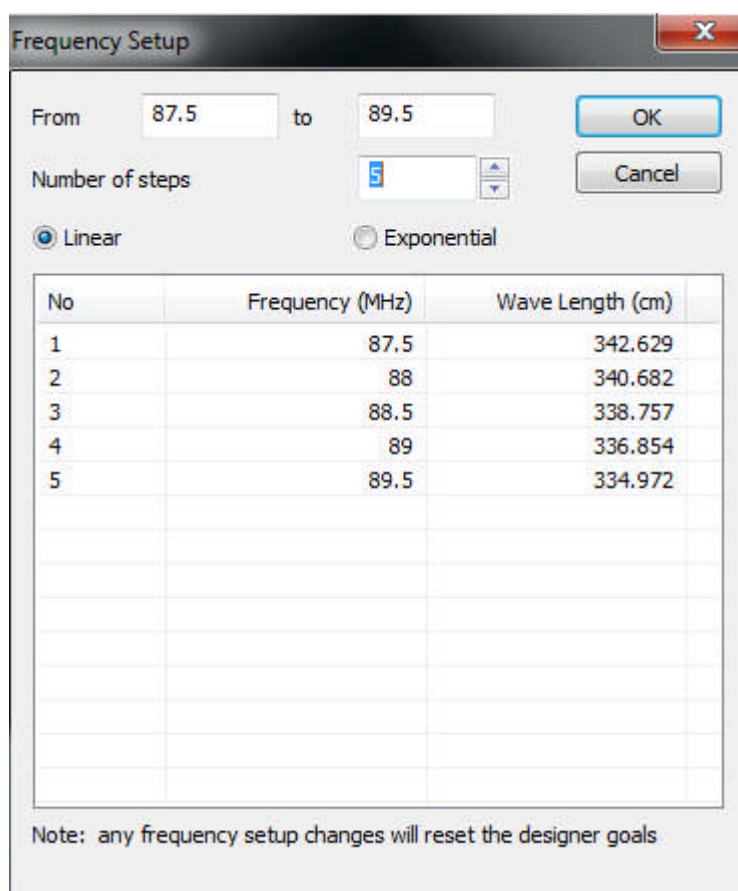 Frequency Setup
From 87.5 to 89.5 OK
Number of steps 5 Cancel
Linear Exponential
No Frequency (MHz) Wave Length (cm)
1 87.5 342.629
2 88 340.682
3 88.5 338.757
4 89 336.854
5 89.5 334.972
Note: any frequency setup changes will reset the designer goals